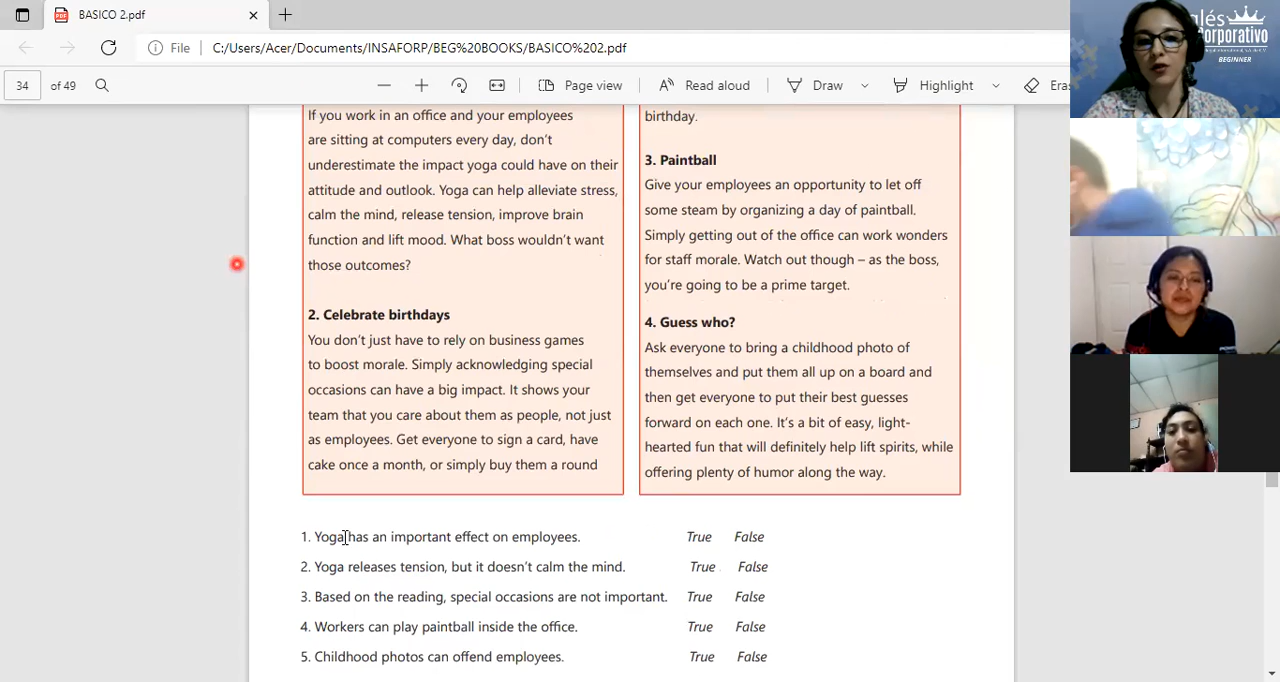 BASICO 2.pdf
File
C:/Users/Acer/Documents/INSAFORP/BEG%20BOOKS/BASICO%202.pdf
34
of 49
Page view
Read aloud
Draw
Highlight
If you work in an office and your employees
are sitting at computers every day, don't
underestimate the impact yoga could have on their
attitude and outlook. Yoga can help alleviate stress,
calm the mind, release tension, improve brain
function and lift mood. What boss wouldn't want
those outcomes?
2. Celebrate birthdays
You don't just have to rely on business games
to boost morale. Simply acknowledging special
occasions can have a big impact. It shows your
team that you care about them as people, not just
as employees. Get everyone to sign a card, have
cake once a month, or simply buy them a round
birthday.
3. Paintball
Give your employees an opportunity to let off
some steam by organizing a day of paintball.
Simply getting out of the office can work wonders
for staff morale. Watch out though – as the boss,
you're going to be a prime target.
4. Guess who?
Ask everyone to bring a childhood photo of
themselves and put them all up on a board and
then get everyone to put their best guesses
forward on each one. It's a bit of easy, light-
hearted fun that will definitely help lift spirits, while
offering plenty of humor along the way.
1. Yoga has an important effect on employees. True False
2. Yoga releases tension, but it doesn't calm the mind. True False
3. Based on the reading, special occasions are not important. True False
4. Workers can play paintball inside the office. True False
5. Childhood photos can offend employees. True False
BEGINNER